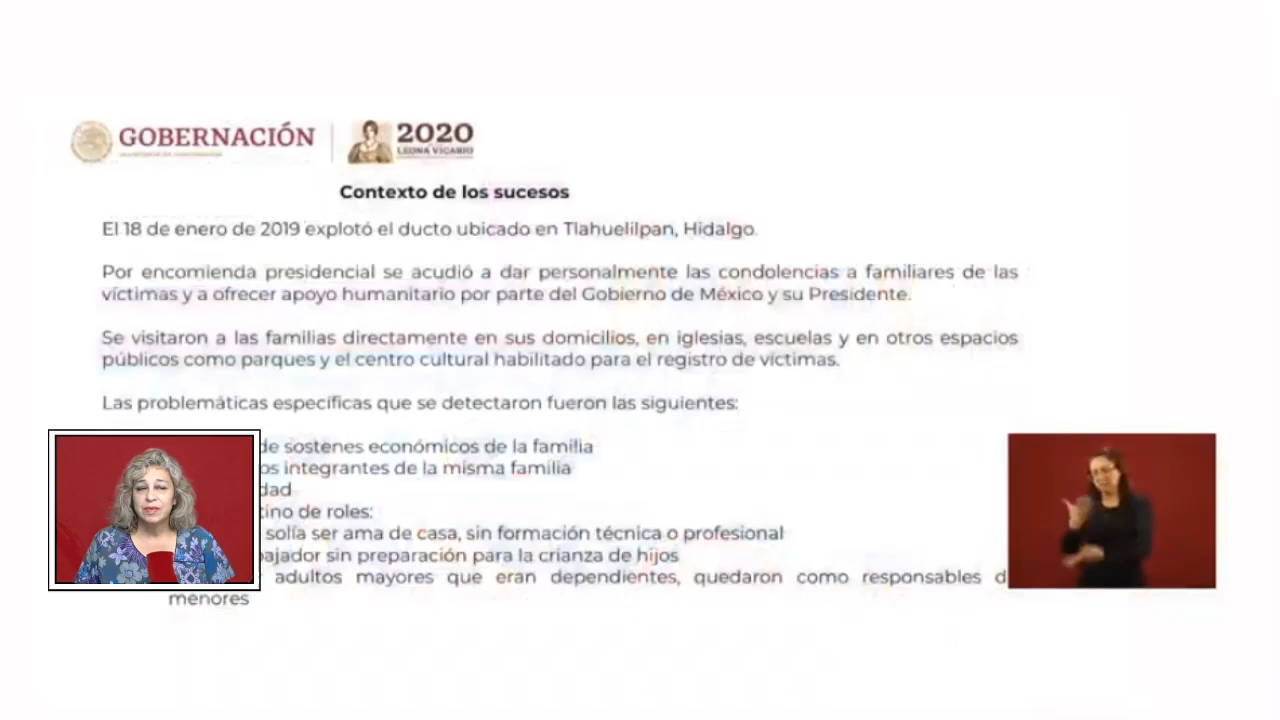 GOBERNACIÓN
2020
LEONA VICARIO
Contexto de los sucesos
El 18 de enero de 2019 explotó el ducto ubicado en Tlahuelilpan, Hidalgo.
Por encomienda presidencial se acudió a dar personalmente las condolencias a familiares de las
víctimas y a ofrecer apoyo humanitario por parte del Gobierno de México y su Presidente.
Se visitaron a las familias directamente en sus domicilios, en iglesias, escuelas y en otros espacios
públicos como parques y el centro cultural habilitado para el registro de víctimas.
Las problemáticas específicas que se detectaron fueron las siguientes:
de sostenes económicos de la familia
integrantes de la misma familia
de roles:
solía ser ama de casa, sin formación técnica o profesional
sin preparación para la crianza de hijos
adultos mayores que eran dependientes, quedaron como responsables
menores